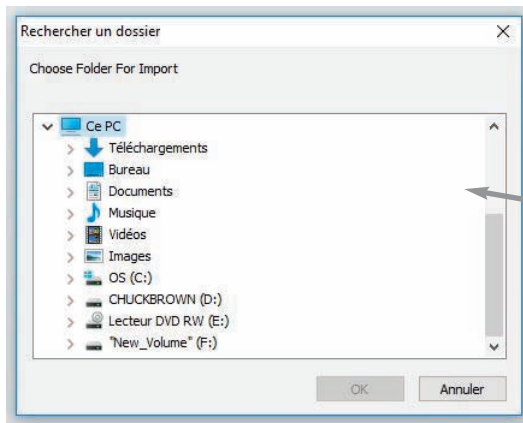 Rechercher un dossier
Choose Folder For Import
Ce PC
Téléchargements
Bureau
Documents
Musique
Vidéos
Images
OS (C:)
CHUCKBROWN (D:)
Lecteur DVD RW (E:)
"New_Volume" (F:)
OK
Annuler